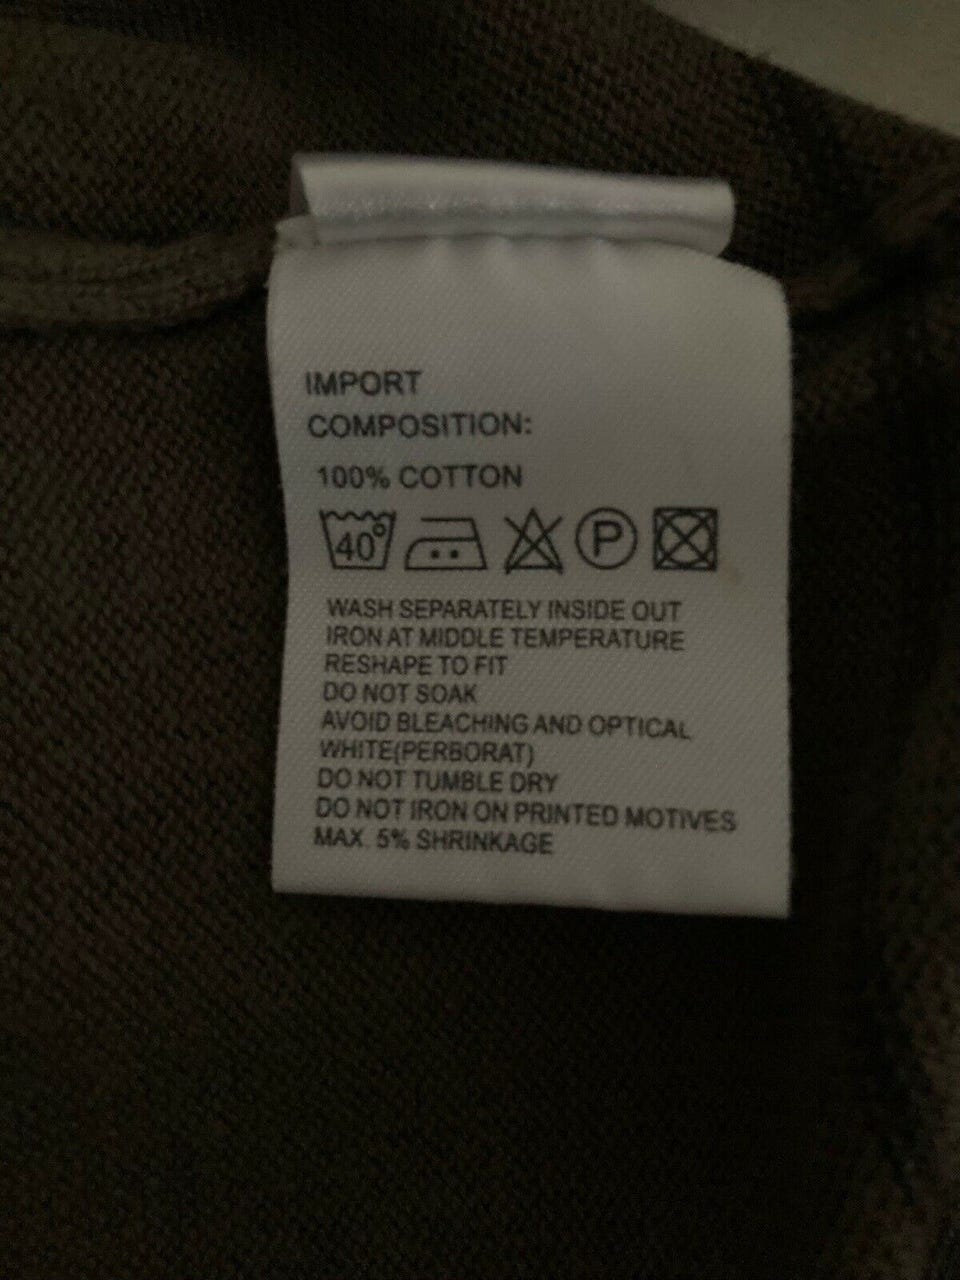 IMPORT
COMPOSITION:
100% COTTON
40° P
WASH SEPARATELY INSIDE OUT
IRON AT MIDDLE TEMPERATURE
RESHAPE TO FIT
DO NOT SOAK
AVOID BLEACHING AND OPTICAL
WHITE(PERBORAT)
DO NOT TUMBLE DRY
DO NOT IRON ON PRINTED MOTIVES
MAX. 5% SHRINKAGE